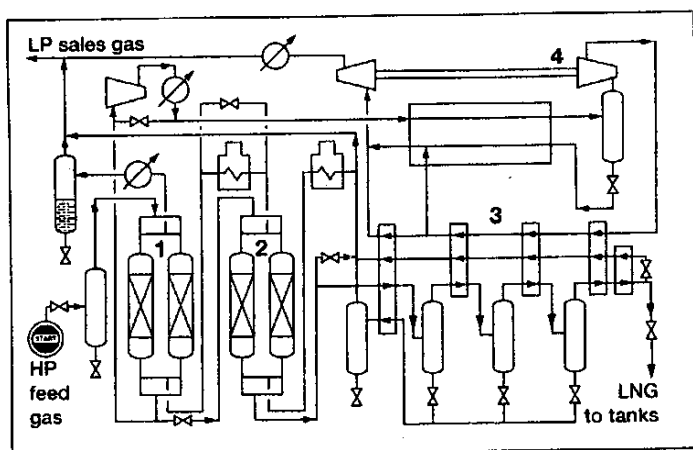 LP sales gas
4
3
1
2
START
HP
feed
gas
LNG
to tanks